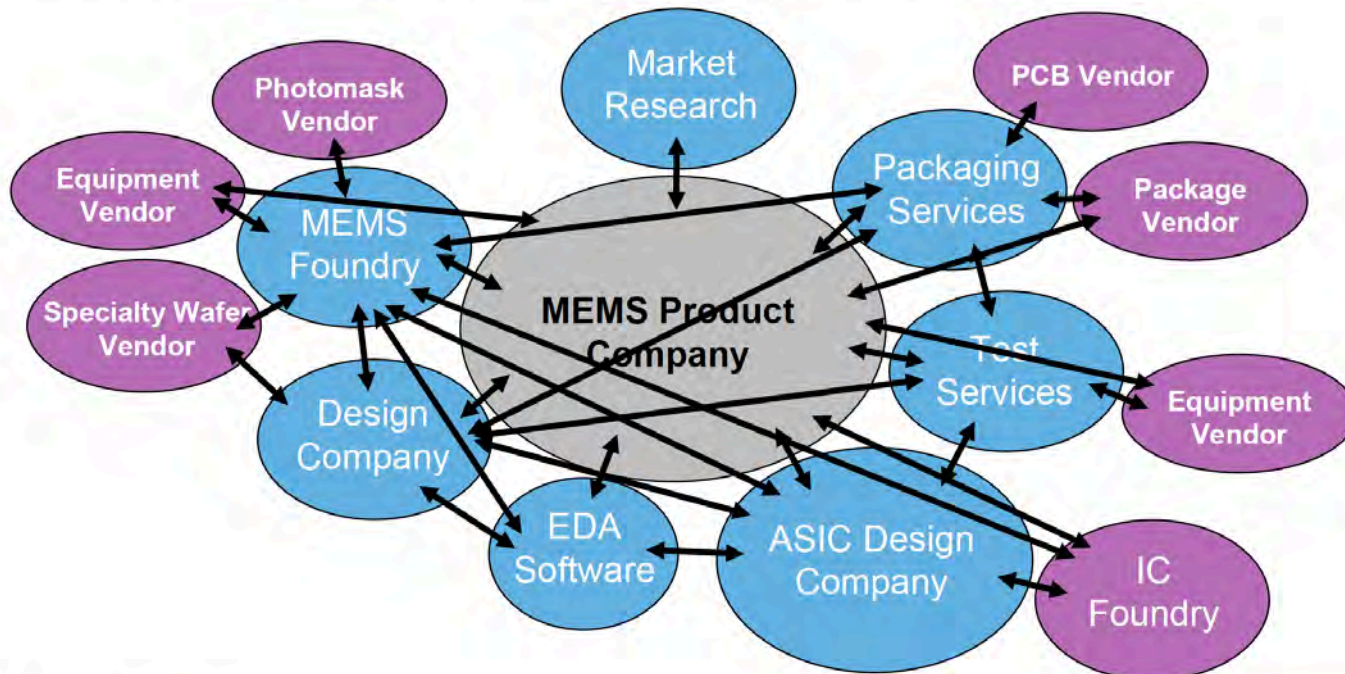 Market
Research
PCB Vendor
Photomask
Vendor
Packaging
Services
Equipment
Vendor
Package
Vendor
MEMS
Foundry
MEMS Product
Company
Specialty Wafer
Vendor
Test
Services
Design
Company
Equipment
Vendor
EDA
Software
ASIC Design
Company
IC
Foundry